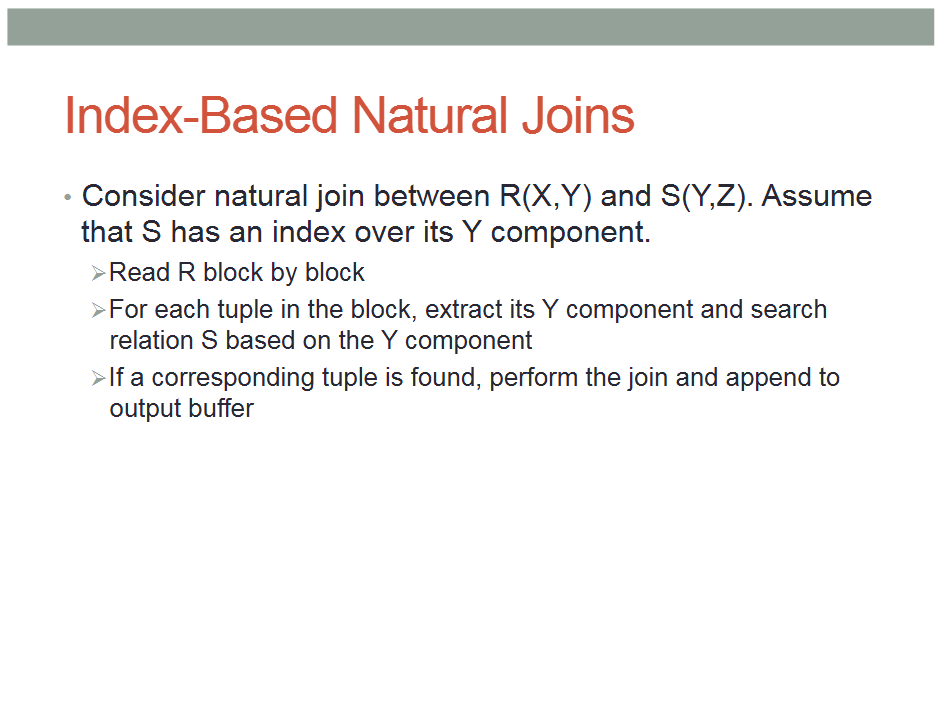 Index-Based Natural Joins
• Consider natural join between R(X,Y) and S(Y,Z). Assume
that S has an index over its Y component.
➢Read R block by block
➢For each tuple in the block, extract its Y component and search
relation S based on the Y component
➢If a corresponding tuple is found, perform the join and append to
output buffer